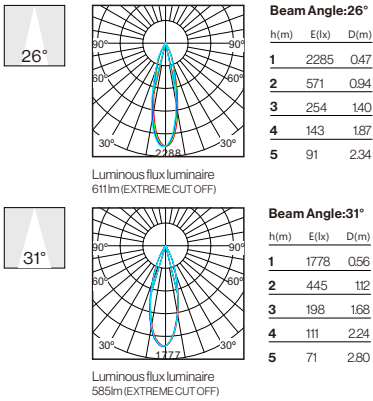 26°
90° 90°
60° 60°
30° 30°
2288
Luminous flux luminaire
611lm (EXTREME CUT OFF)
Beam Angle:26°
h(m) E(lx) D(m)
1 2285 0.47
2 571 0.94
3 254 1.40
4 143 1.87
5 91 2.34
31°
90° 90°
60° 60°
30° 30°
1777
Luminous flux luminaire
585lm (EXTREME CUT OFF)
Beam Angle:31°
h(m) E(lx) D(m)
1 1778 0.56
2 445 1.12
3 198 1.68
4 111 2.24
5 71 2.80